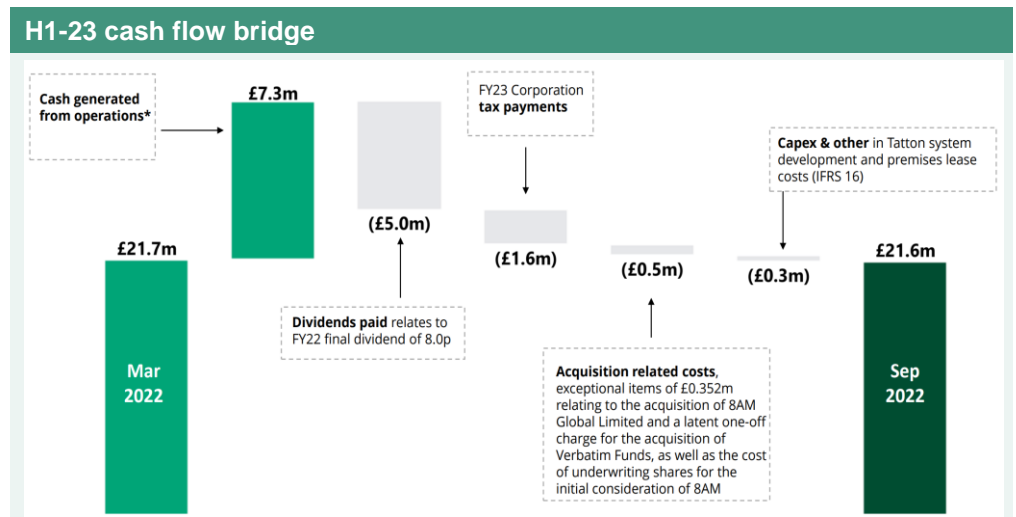 H1-23 cash flow bridge
Cash generated
from operations*
£7.3m
FY23 Corporation
tax payments
Capex & other in Tatton system
development and premises lease
costs (IFRS 16)
(£5.0m)
£21.7m
(£1.6m)
(£0.5m)
(£0.3m)
£21.6m
Dividends paid relates to
FY22 final dividend of 8.0p
Mar
2022
Acquisition related costs,
exceptional items of £0.352m
relating to the acquisition of 8AM
Global Limited and a latent one-off
charge for the acquisition of
Verbatim Funds, as well as the cost
of underwriting shares for the
initial consideration of 8AM
Sep
2022